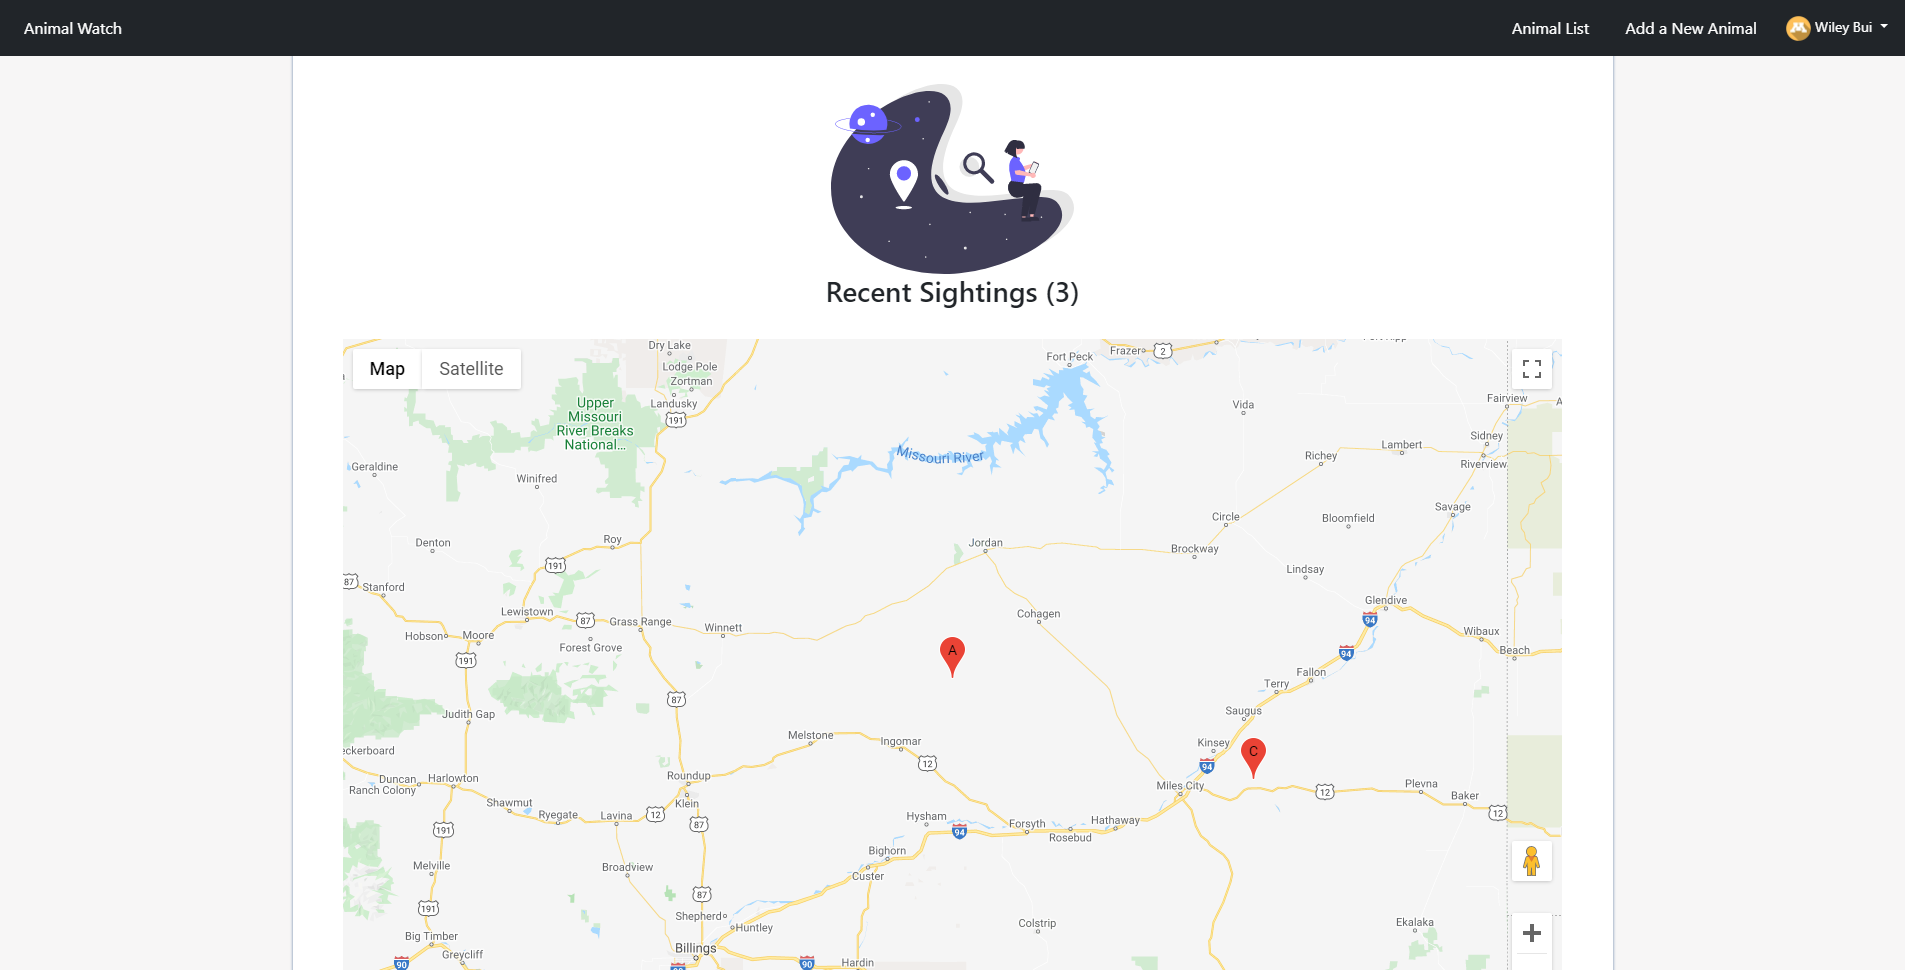 Animal Watch
Animal List
Add a New Animal
Wiley Bui
Recent Sightings (3)
Map
Satellite
Dry Lake
Lodge Pole
Zortman
Landusky
191
Fort Peck
Frazer
2
Upper
Missouri
River Breaks
National...
Vida
Fairview
Sidney
Lambert
Richey
Riverview
Missouri River
Geraldine
Winifred
Savage
Circle
Bloomfield
Denton
Roy
Jordan
Brockway
191
Lindsay
87
Stanford
Lewistown
87
Grass Range
Winnett
Cohagen
Glendive
94
Hobson
Moore
Forest Grove
Wibaux
Beach
191
A
94
Fallon
Terry
87
Judith Gap
Saugus
Melstone
Ingomar
Kinsey
C
12
94
eckerboard
Duncan
Ranch Colony
Harlowton
Roundup
Klein
Miles City
12
Plevna
Baker
12
Shawmut
Ryegate
Lavina
12
87
Hysham
94
Forsyth
Rosebud
Hathaway
191
Melville
Broadview
Bighorn
Custer
191
87
Shepherd
Huntley
Colstrip
Ekalaka
Big Timber
Greycliff
90
Billings
90
Hardin